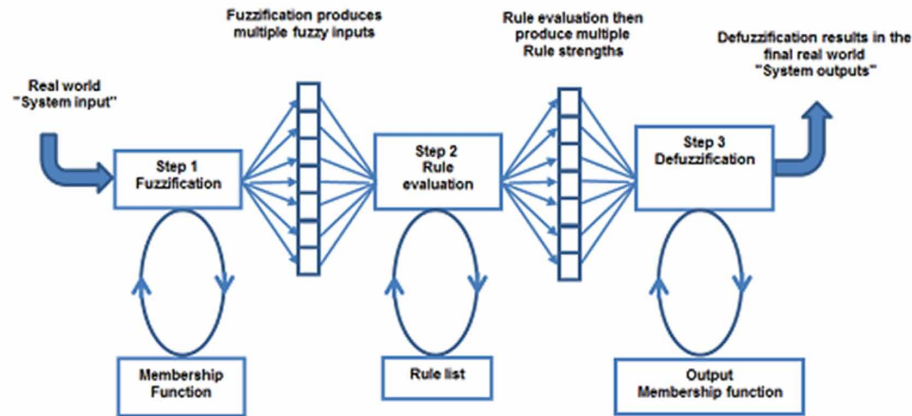 Fuzzification produces
multiple fuzzy inputs
Rule evaluation then
produce multiple
Rule strengths
Defuzzification results in the
final real world
"System outputs"
Real world
"System input"
Step 1
Fuzzification
Step 2
Rule
evaluation
Step 3
Defuzzification
Membership
Function
Rule list
Output
Membership function